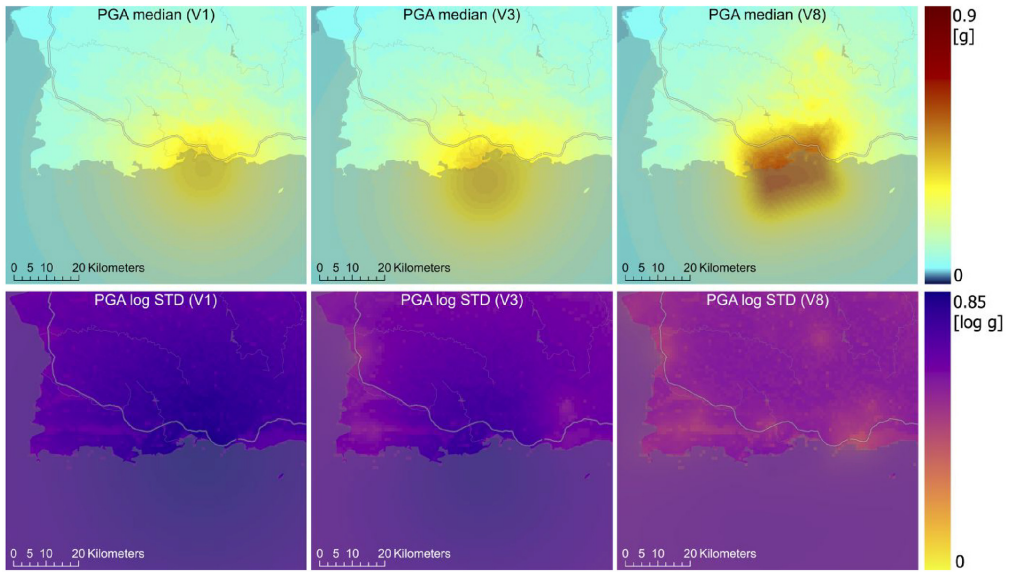 PGA median (V1)
PGA median (V3)
PGA median (V8)
0.9
[g]
0 5 10 20 Kilometers
0 5 10 20 Kilometers
0 5 10 20 Kilometers
0
PGA log STD (V1)
PGA log STD (V3)
PGA log STD (V8)
0.85
[log g]
0 5 10 20 Kilometers
0 5 10 20 Kilometers
0 5 10 20 Kilometers
0